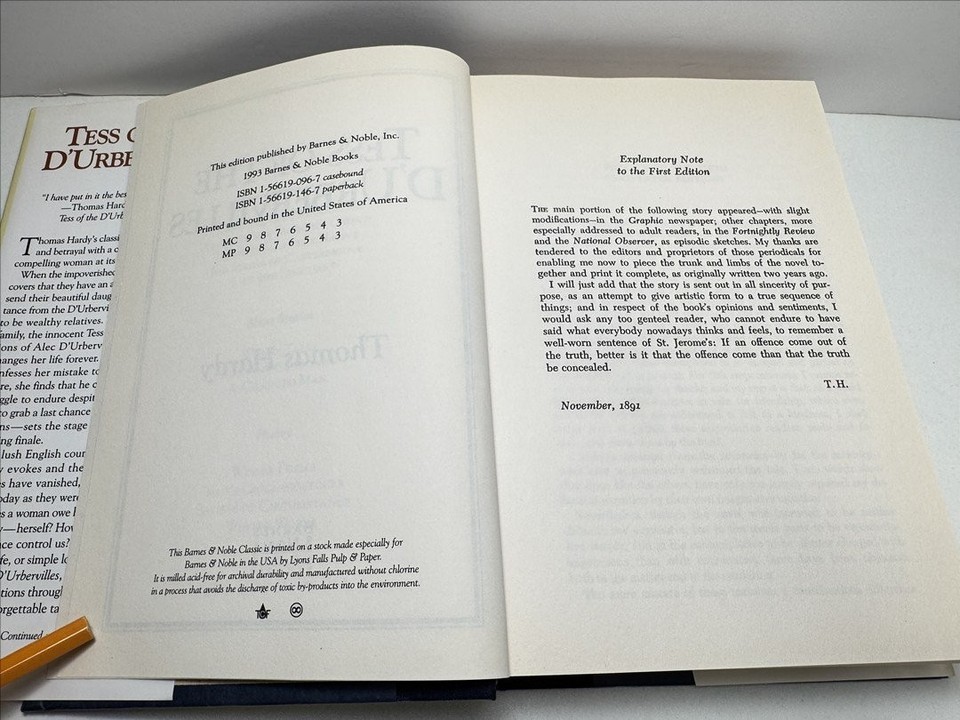 TESS
D'URBE
"I have put in it the bes
—Thomas Hard
Tess of the D'Urb
Thomas Hardy's classi
and betrayal with a c
compelling woman at its
When the impoverished
covers that they have an a
send their beautiful daug
tance from the D'Urbervi
to be wealthy relatives.
family, the innocent Tess
ions of Alec D'Urberv
anges her life forever.
nfesses her mistake to
re, she finds that he c
ggle to endure despit
to grab a last chance
ns—sets the stage
ng finale.
lush English cour
evokes and the
s have vanished,
oday as they were
s a woman owe
—herself? How
ce control us?
fe, or simple
D'Urbervilles,
tions through
orgettable ta
Continued
This edition published by Barnes & Noble, Inc.
1993 Barnes & Noble Books
ISBN 1-56619-096-7 casebound
ISBN 1-56619-146-7 paperback
Printed and bound in the United States of America
MC 9 8 7 6 5 4 3
MP 9 8 7 6 5 4 3
This Barnes & Noble Classic is printed on a stock made especially for
Barnes & Noble in the USA by Lyons Falls Pulp & Paper.
It is milled acid-free for archival durability and manufactured without chlorine
in a process that avoids the discharge of toxic by-products into the environment.
Explanatory Note
to the First Edition
THE main portion of the following story appeared—with slight
modifications—in the Graphic newspaper; other chapters, more
especially addressed to adult readers, in the Fortnightly Review
and the National Observer, as episodic sketches. My thanks are
tendered to the editors and proprietors of those periodicals for
enabling me now to piece the trunk and limbs of the novel to-
gether and print it complete, as originally written two years ago.
I will just add that the story is sent out in all sincerity of pur-
pose, as an attempt to give artistic form to a true sequence of
things; and in respect of the book's opinions and sentiments, I
would ask any too genteel reader, who cannot endure to have
said what everybody nowadays thinks and feels, to remember a
well-worn sentence of St. Jerome's: If an offence come out of
the truth, better is it that the offence come than that the truth
be concealed.
T.H.
November, 1891